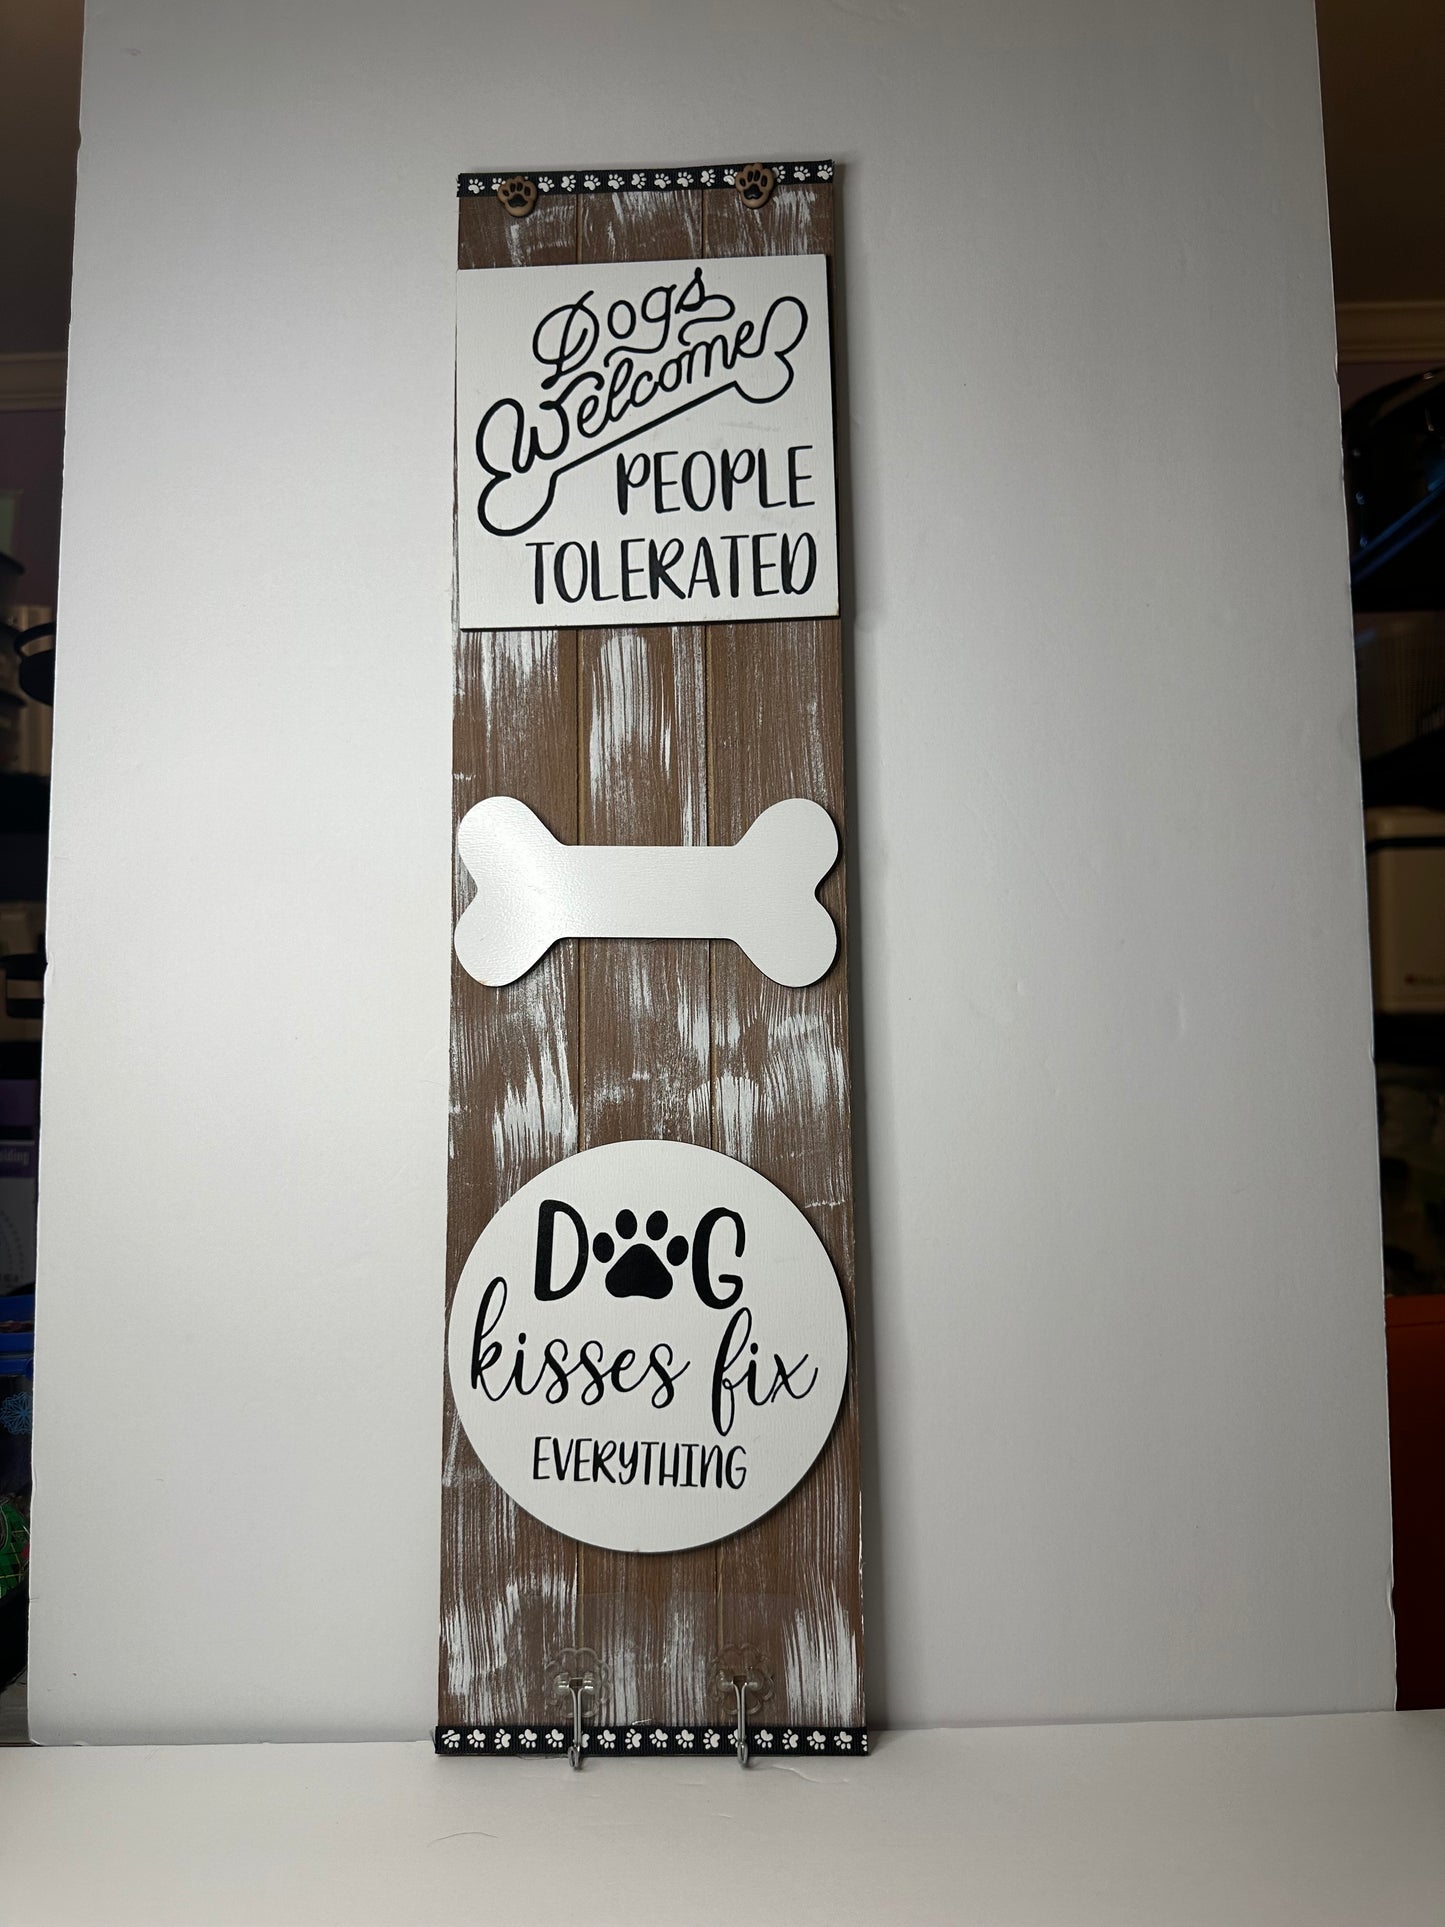 Dogs
Welcome
PEOPLE
TOLERATED
DOG
kisses fix
EVERYTHING